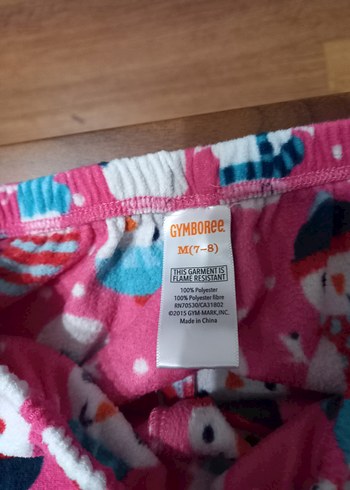 GYMBOREE
M(7-8)
THIS GARMENT IS
FLAME RESISTANT
100% Polyester
100% Polyester fibre
RN70530/CA31802
©2015 GYM-MARK,INC.
Made in China